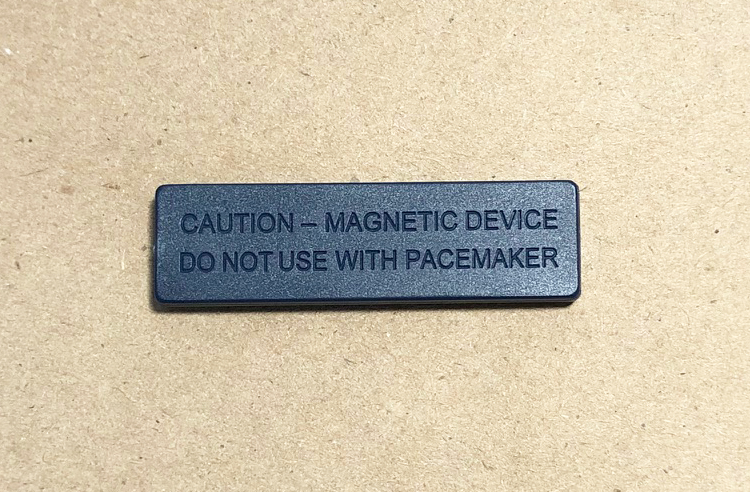 CAUTION – MAGNETIC DEVICE
DO NOT USE WITH PACEMAKER